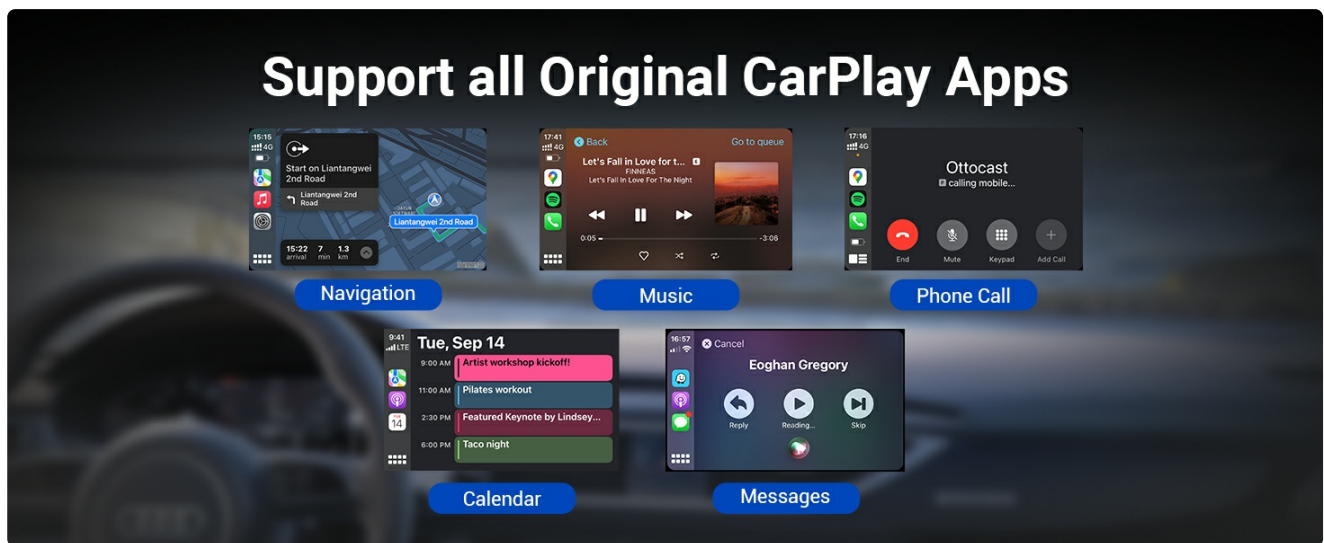 Support all Original CarPlay Apps
15:15
4G
Start on Liantangwei
2nd Road
Liantangwei 2nd
Road
Liantangwei 2nd Road
15:22 7 1.3
arrival min km
Navigation
17:41
4G
Back
Go to queue
Let's Fall in Love for t... E
FINNEAS
Let's Fall In Love For The Night
0:05
-3:06
Music
17:16
4G
Ottocast
calling mobile...
End
Mute
Keypad
Add Call
Phone Call
9:41
LTE
14
Tue, Sep 14
9:00 AM Artist workshop kickoff!
11:00 AM Pilates workout
2:30 PM Featured Keynote by Lindsey...
6:00 PM Taco night
Calendar
16:57
Cancel
Eoghan Gregory
Reply
Reading...
Skip
Messages